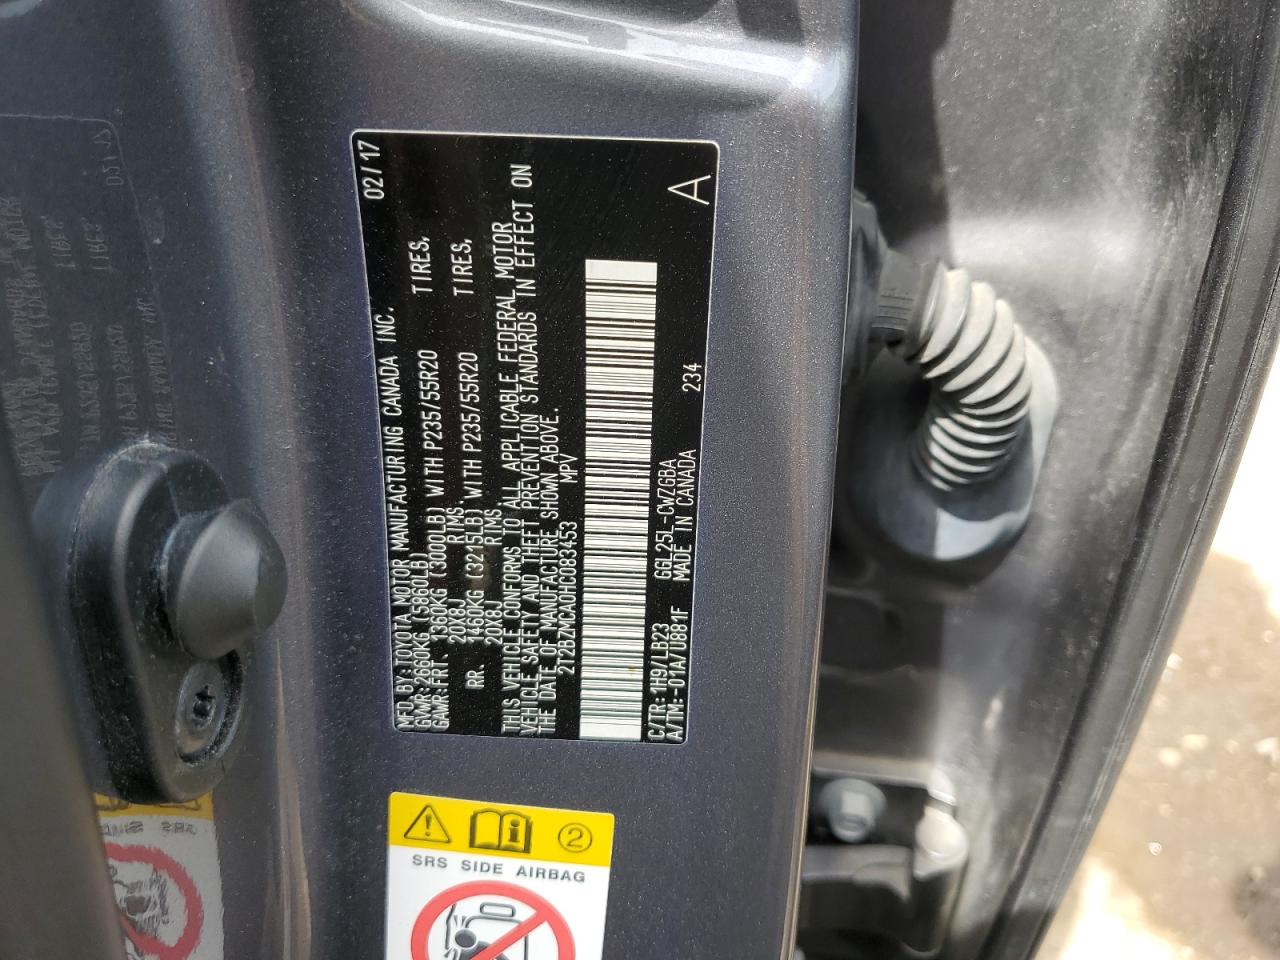 MFD. BY: TOYOTA MOTOR MANUFACTURING CANADA INC. 02/17
GVWR: 2660KG (5860LB)
GAWR: FRT. 1360KG (3000LB) WITH P235/55R20 TIRES,
20X8J RIMS,
RR. 1460KG (3215LB) WITH P235/55R20 TIRES,
20X8J RIMS.
THIS VEHICLE CONFORMS TO ALL APPLICABLE FEDERAL MOTOR
VEHICLE SAFETY AND THEFT PREVENTION STANDARDS IN EFFECT ON
THE DATE OF MANUFACTURE SHOWN ABOVE.
2T2BZMCA0HC083453 MPV
C/TR: 1H9/LB23 GGL25L-CWZGBA
A/TM: -01A/U881F MADE IN CANADA 234 A
2
SRS SIDE AIRBAG